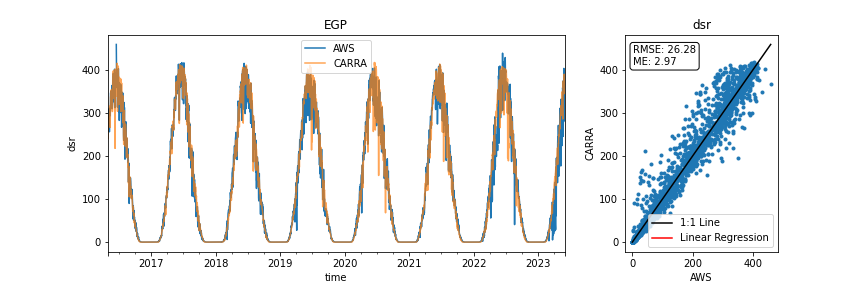 EGP
AWS
CARRA
400
300
200
100
0
dsr
2017
2018
2019
2020
2021
2022
2023
time
dsr
RMSE: 26.28
ME: 2.97
400
300
200
100
0
CARRA
1:1 Line
Linear Regression
0
200
400
AWS